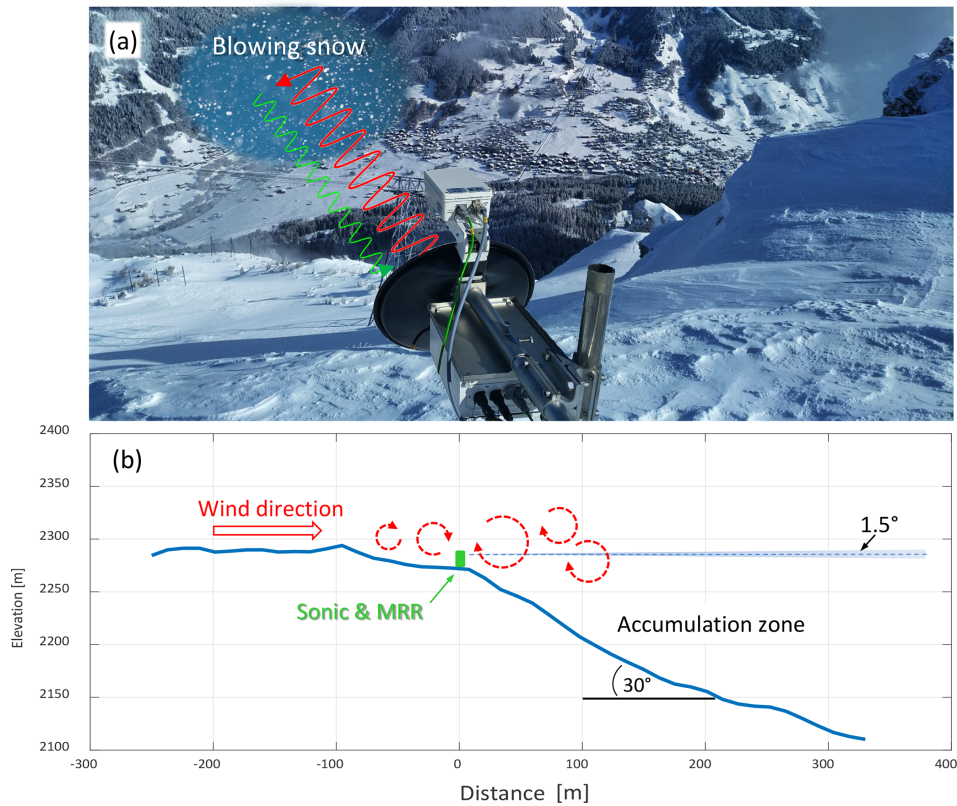 (a)
Blowing snow
2400
(b)
2350
Wind direction
1.5°
2300
2250
Elevation [m]
Sonic & MRR
2200
Accumulation zone
30°
2150
2100
-300 -200 -100 0 100 200 300 400
Distance [m]